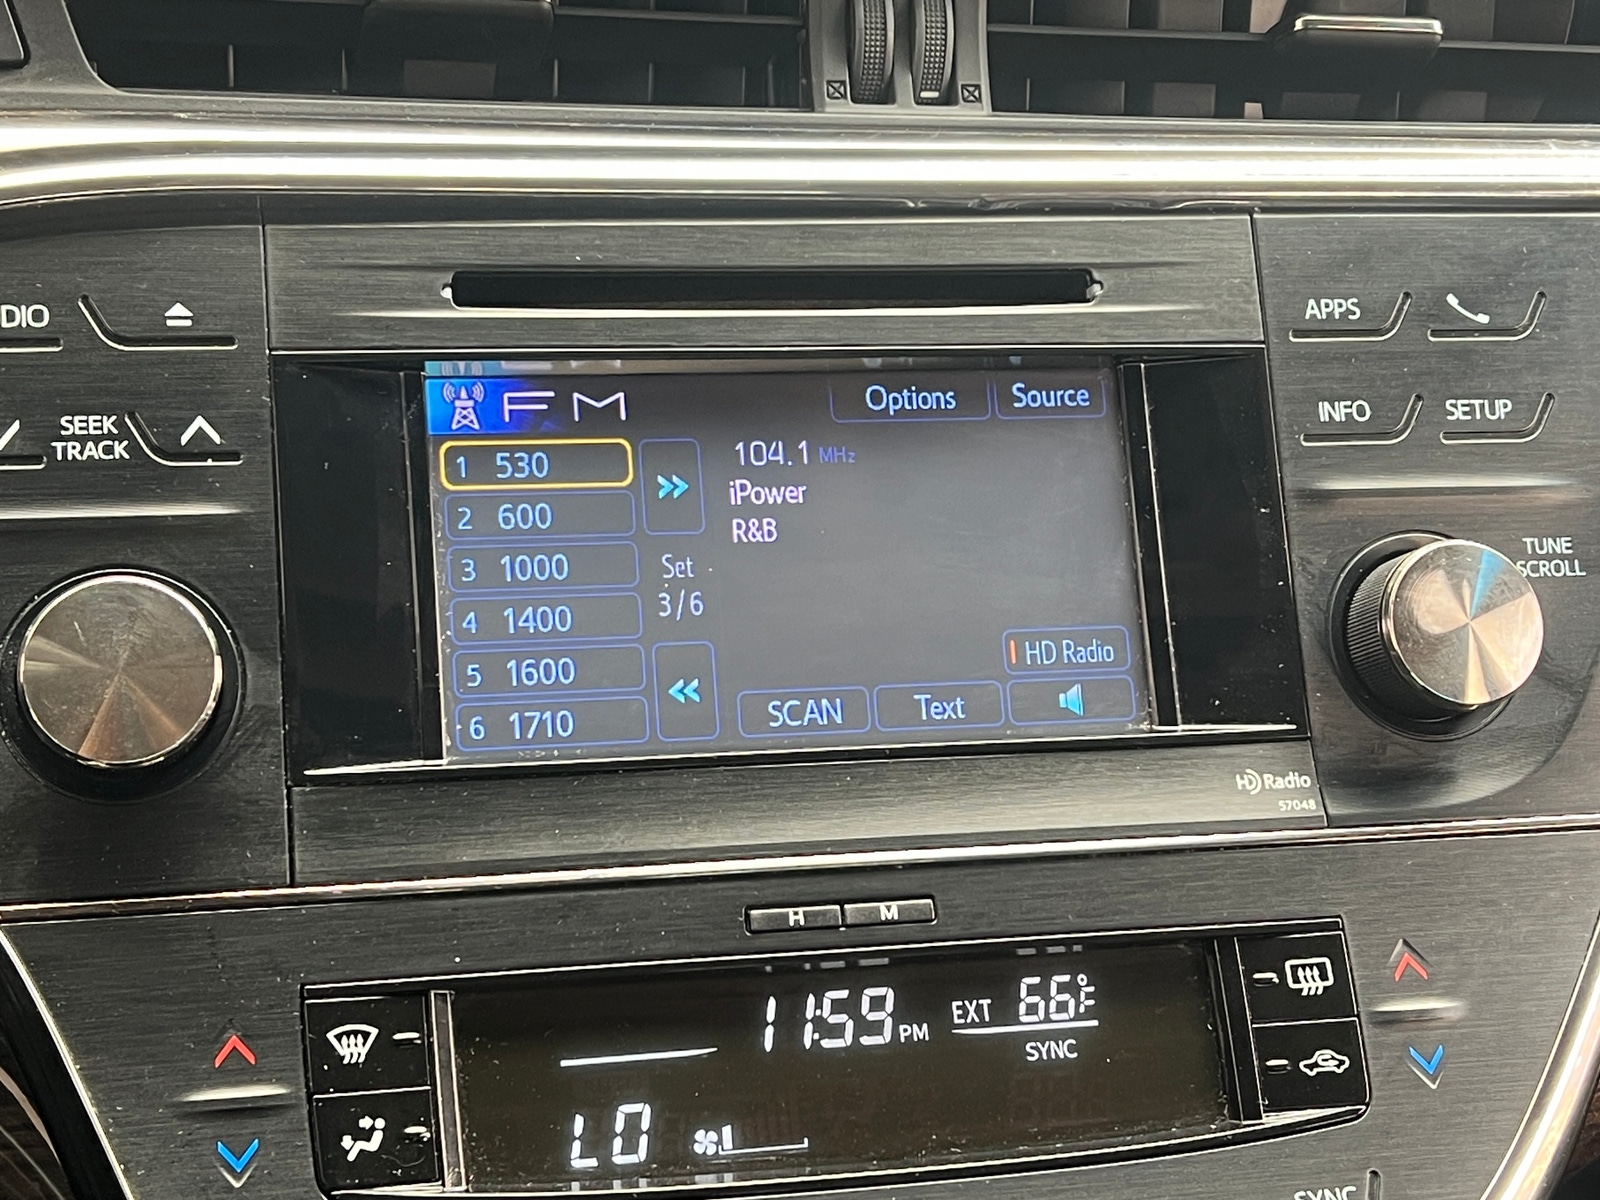 DIO
APPS
SEEK
TRACK
INFO
SETUP
FM
Options
Source
1 530
2 600
3 1000
4 1400
5 1600
6 1710
Set
3/6
104.1 MHz
iPower
R&B
HD Radio
SCAN
Text
TUNE
SCROLL
HD Radio
57048
H
M
11:59 PM
EXT 66°F
SYNC
LO
SYNC